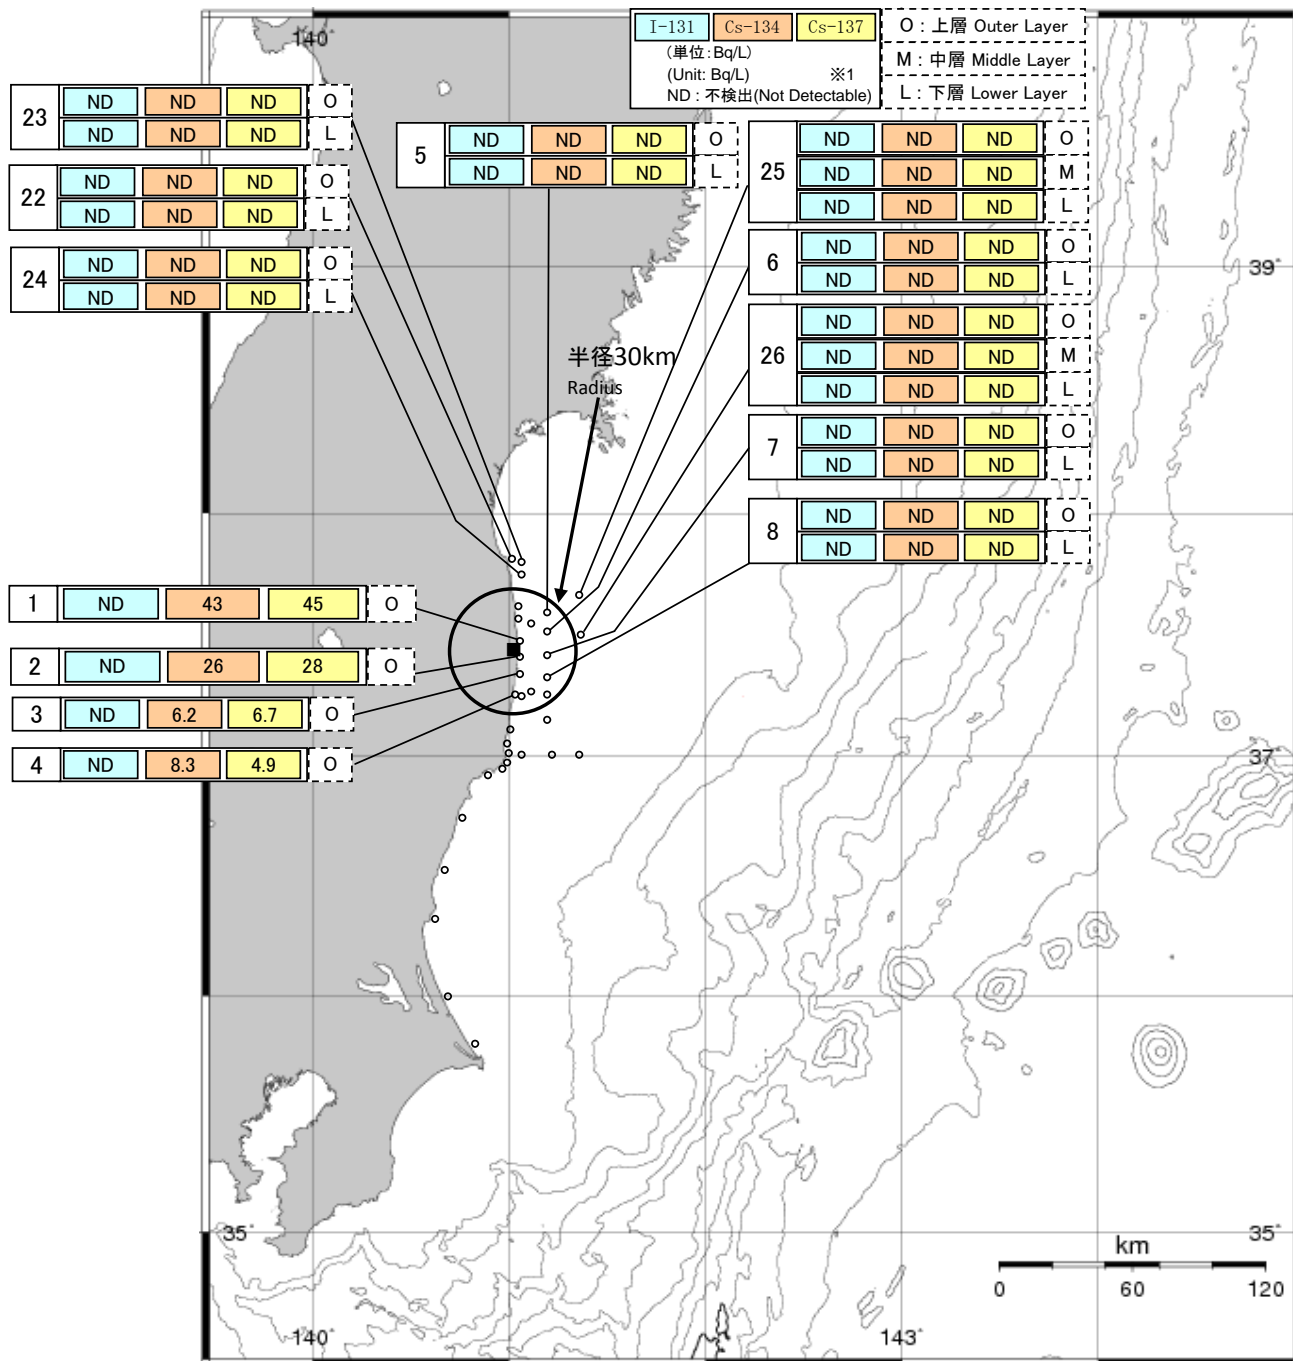 140°
I-131 Cs-134 Cs-137
(単位:Bq/L)
(Unit: Bq/L) ※1
ND : 不検出(Not Detectable)
O : 上層 Outer Layer
M : 中層 Middle Layer
L : 下層 Lower Layer
23
ND ND ND O
ND ND ND L
22
ND ND ND O
ND ND ND L
24
ND ND ND O
ND ND ND L
5
ND ND ND O
ND ND ND L
25
ND ND ND O
ND ND ND M
ND ND ND L
6
ND ND ND O
ND ND ND L
26
ND ND ND O
ND ND ND M
ND ND ND L
7
ND ND ND O
ND ND ND L
8
ND ND ND O
ND ND ND L
39°
半径30km
Radius
1 ND 43 45 O
2 ND 26 28 O
3 ND 6.2 6.7 O
4 ND 8.3 4.9 O
37°
35°
35°
km
0 60 120
140°
143°